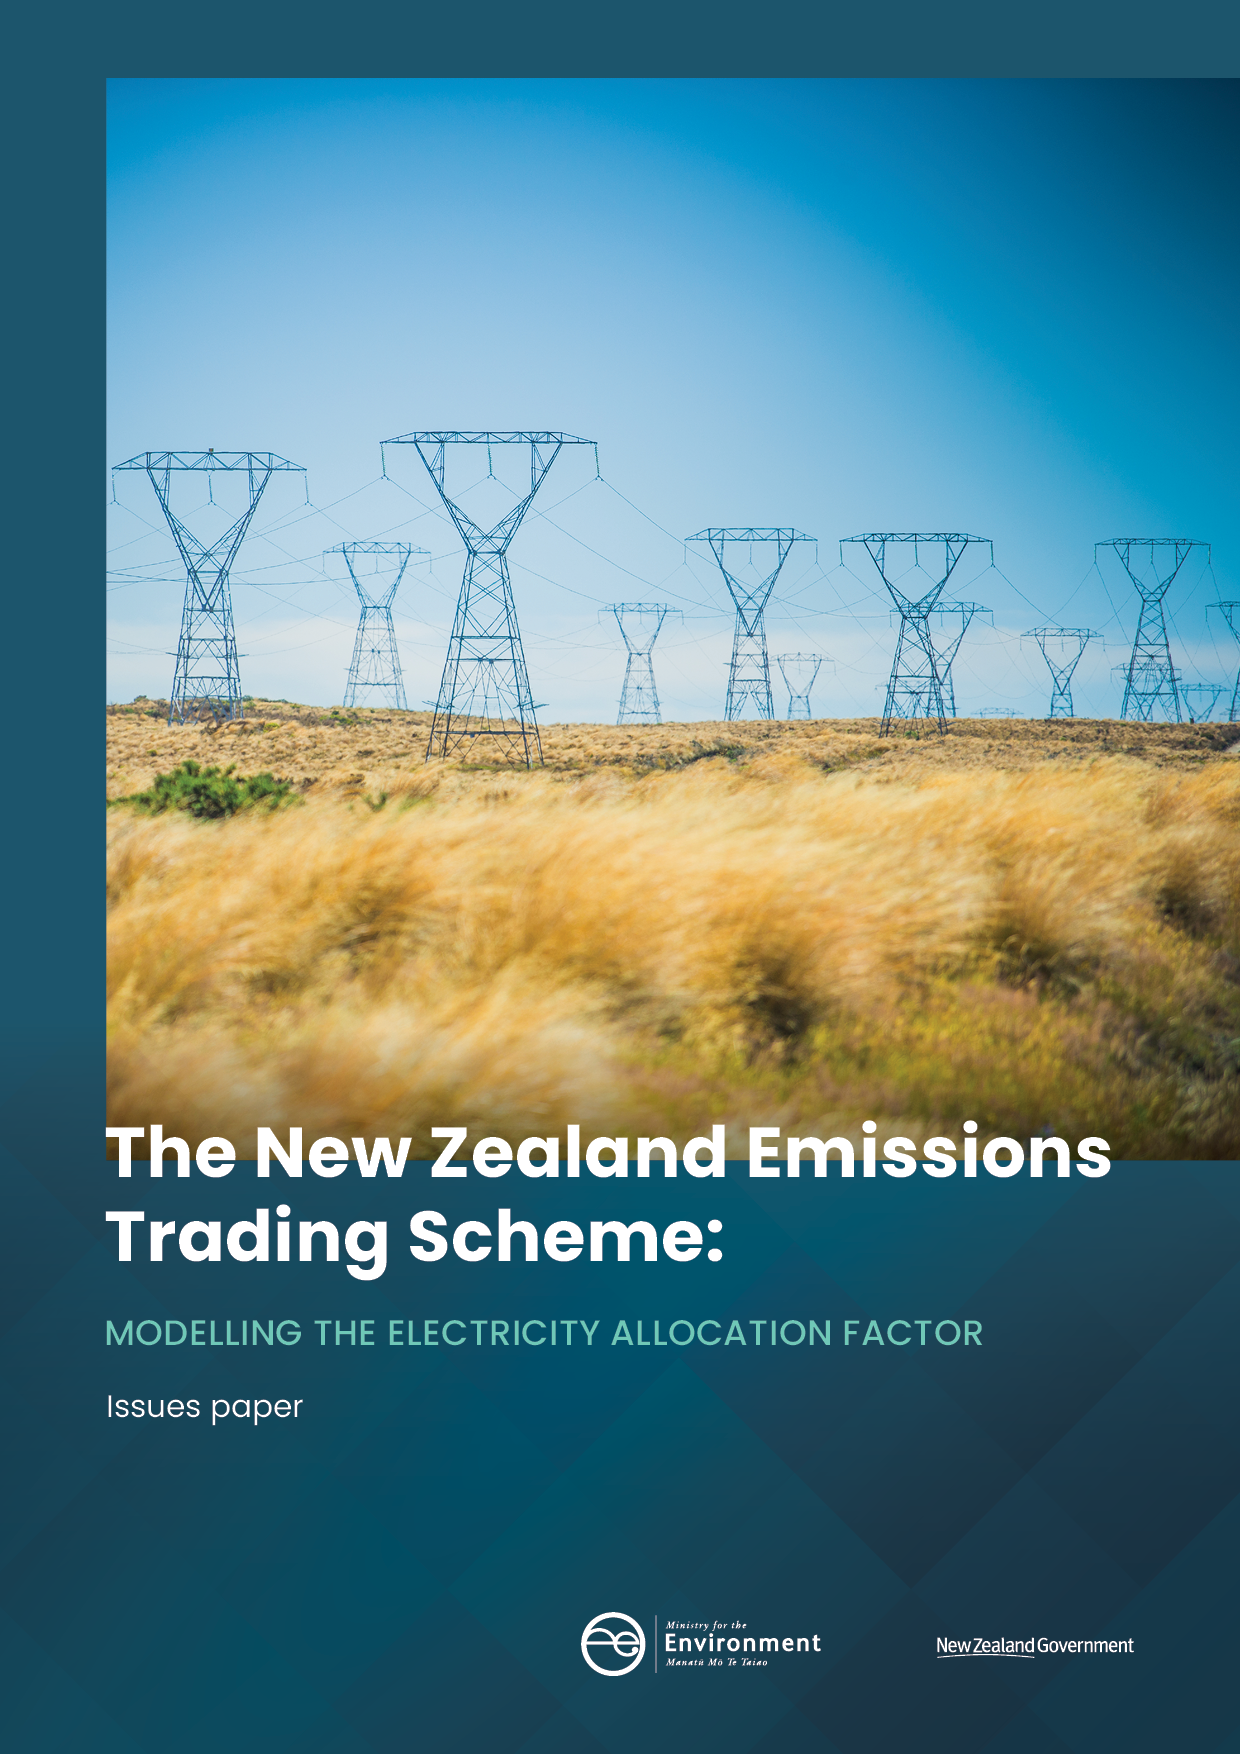 The New Zealand Emissions
Trading Scheme:
MODELLING THE ELECTRICITY ALLOCATION FACTOR
Issues paper
Ministry for the
Environment
Manatū Mō Te Taiao
New Zealand Government